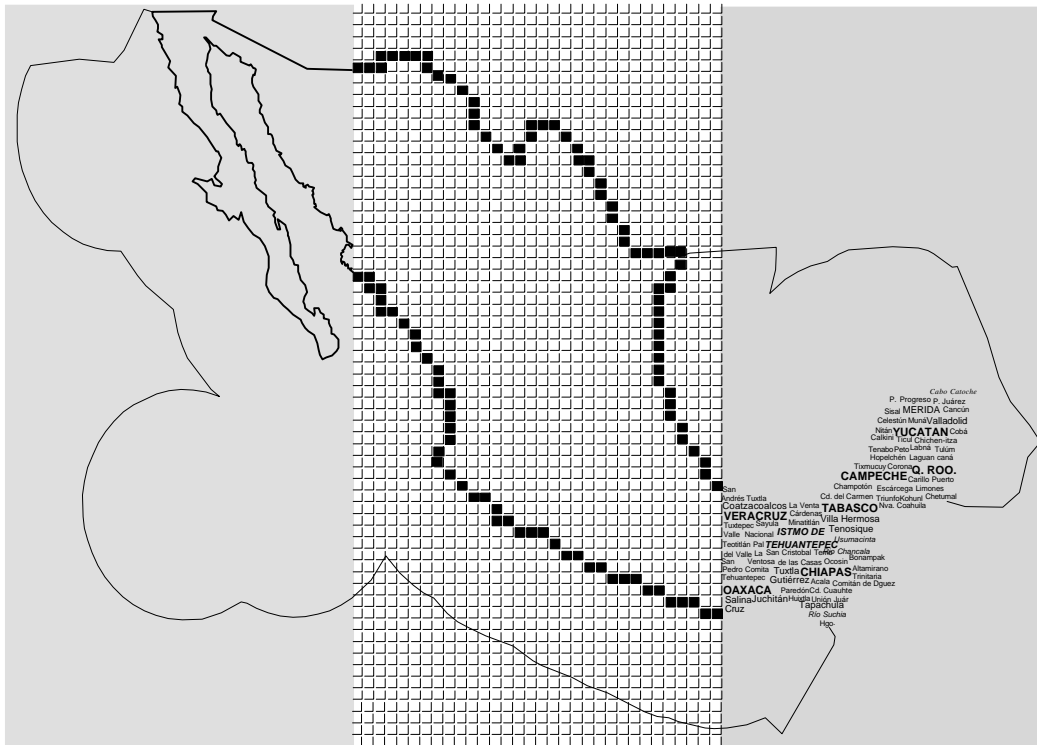 Cabo Catoche
P. Progreso P. Juárez
Sisal MERIDA Cancún
Celestún Muná Valladolid
Nitán YUCATAN Cobá
Calkini Ticul Chichen-itza
Tenabo Peto Labná Tulúm
Hopelchén Laguan caná
Tixmucuy Corona Q. ROO.
CAMPECHE Carillo Puerto
San Champotón Escárcega Limones
Andrés Tuxtla Cd. del Carmen Triunfo Kohunl Chetumal
Coatzacoalcos La Venta TABASCO Nva. Coahuila
VERACRUZ Cárdenas Villa Hermosa
Tuxtepec Sayula Minatitlán Tenosique
Valle Nacional ISTMO DE Usumacinta
Teotitlán Pal TEHUANTEPEC
del Valle La San Cristobal Chancala
San Ventosa de las Casas Ocosin Bonampak
Pedro Comita Tuxtla CHIAPAS Altamirano
Tehuantepec Gutiérrez Acala Trinitaria
Comitán de Dguez
OAXACA Paredón Cd. Cuauhte
Salina Juchitán Huistla Unión Juár
Cruz Tapachula
Río Suchia
Hgo.